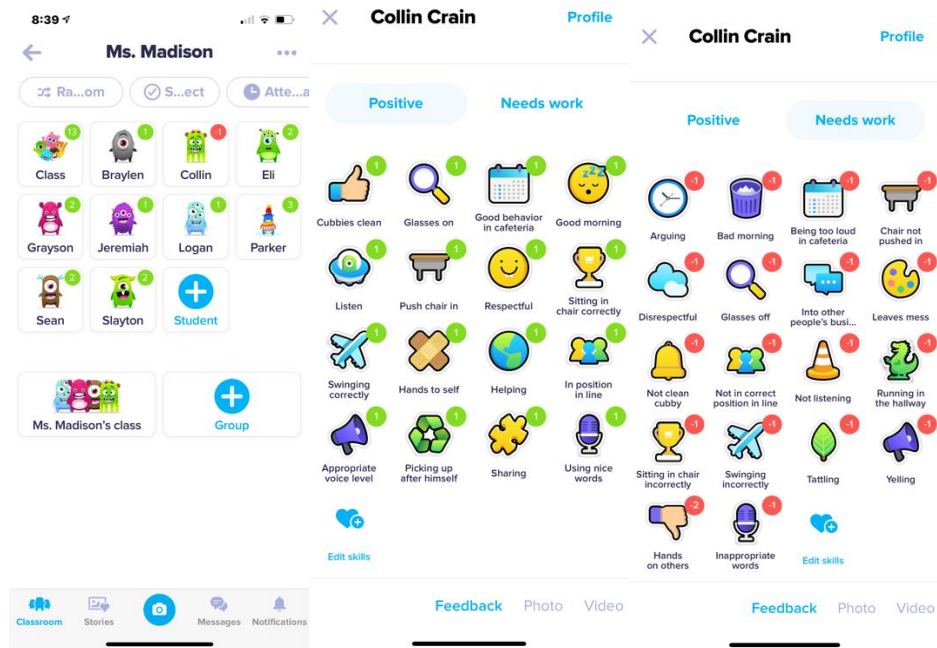 8:39
Ms. Madison
Ra...om
S...ect
Atte...a
13
1
-1
2
Class
Braylen
Collin
Eli
2
1
1
3
Grayson
Jeremiah
Logan
Parker
2
2
Sean
Slayton
Student
Ms. Madison's class
Group
Classroom
Stories
Messages
Notifications
Collin Crain
Profile
Positive
Needs work
1
1
1
1
Cubbies clean
Glasses on
Good behavior
in cafeteria
zzZ
Good morning
1
1
1
1
Listen
Push chair in
Respectful
Sitting in
chair correctly
1
1
1
1
Swinging
correctly
Hands to self
Helping
In position
in line
1
1
1
1
Appropriate
voice level
Picking up
after himself
Sharing
Using nice
words
Edit skills
Feedback
Photo
Video
Collin Crain
Profile
Positive
Needs work
-1
-1
-1
-1
Arguing
Bad morning
Being too loud
in cafeteria
Chair not
pushed in
-1
-1
-1
-1
Disrespectful
Glasses off
Into other
people's busi...
Leaves mess
-1
-1
-1
-1
Not clean
cubby
Not in correct
position in line
Not listening
Running in
the hallway
-1
-1
-1
-1
Sitting in chair
incorrectly
Swinging
incorrectly
Tattling
Yelling
-2
-1
Hands
on others
Inappropriate
words
Edit skills
Feedback
Photo
Video